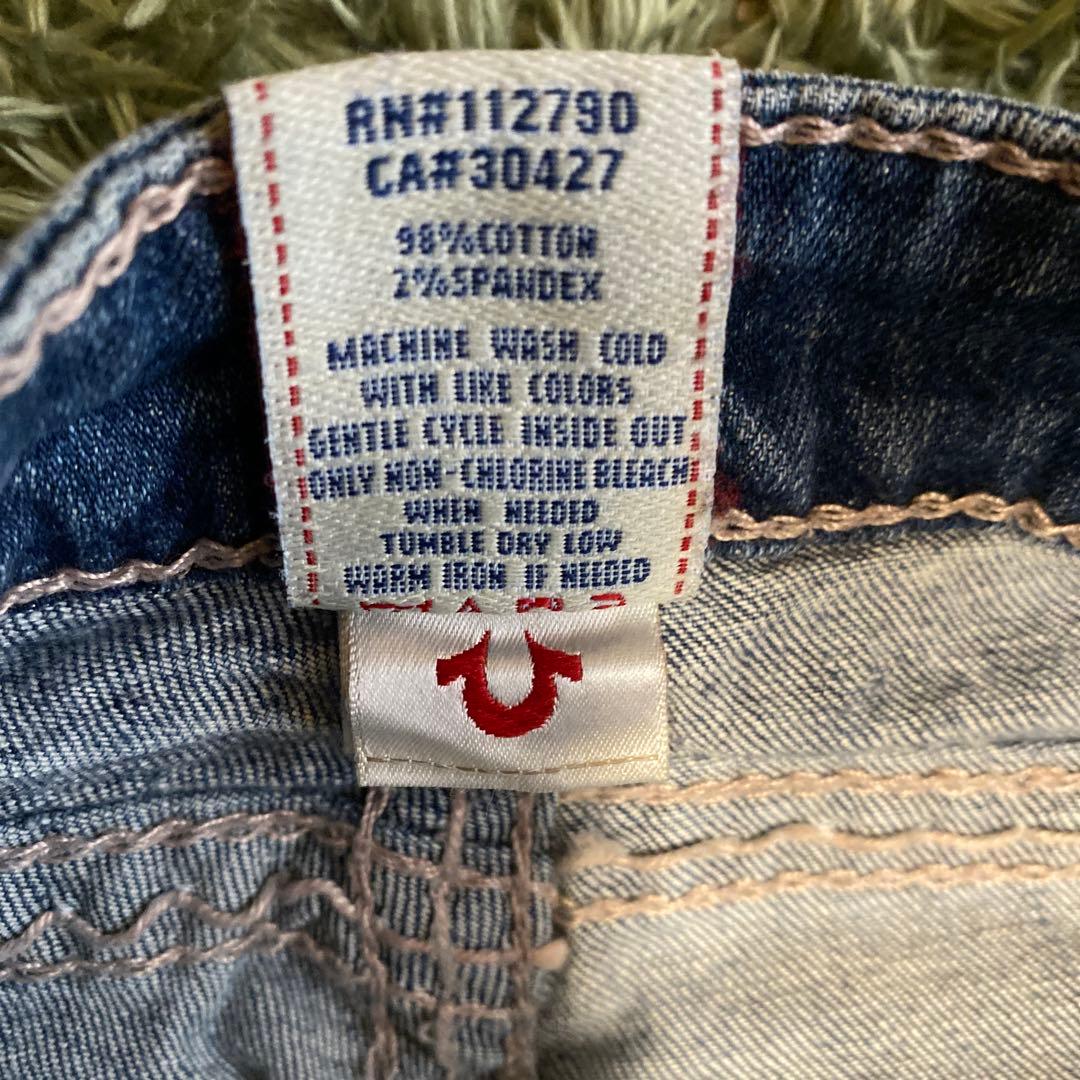 RN#112790
CA#30427
98%COTTON
2%SPANDEX
MACHINE WASH COLD
WITH LIKE COLORS
GENTLE CYCLE INSIDE OUT
ONLY NON-CHLORINE BLEACH
WHEN NEEDED
TUMBLE DRY LOW
WARM IRON IF NEEDED